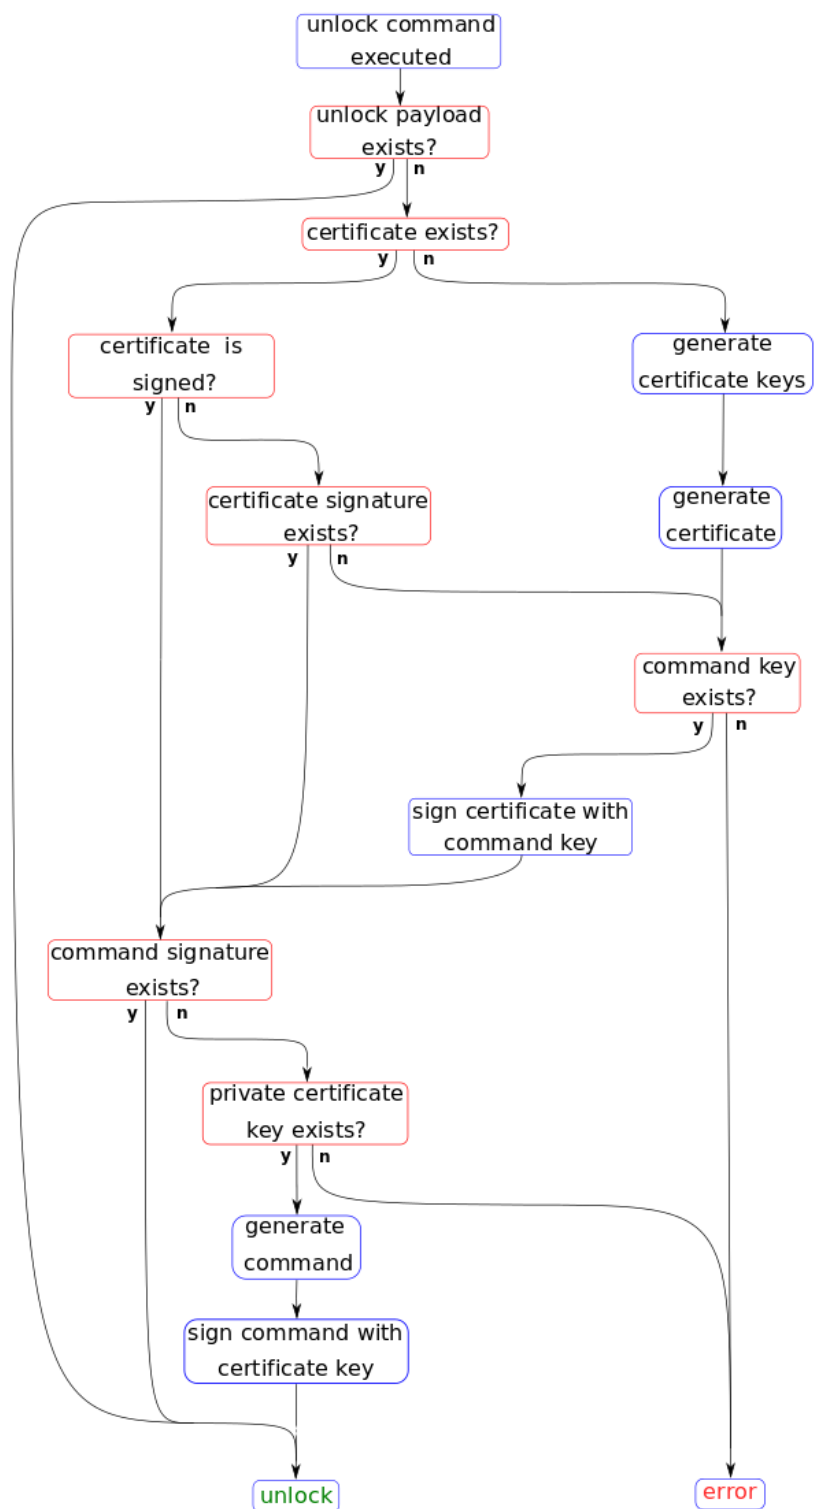 unlock command
executed
unlock payload
exists?
y n
certificate exists?
y n
certificate is
signed?
y n
generate
certificate keys
certificate signature
exists?
y n
generate
certificate
command key
exists?
y n
sign certificate with
command key
command signature
exists?
y n
private certificate
key exists?
y n
generate
command
sign command with
certificate key
unlock
error